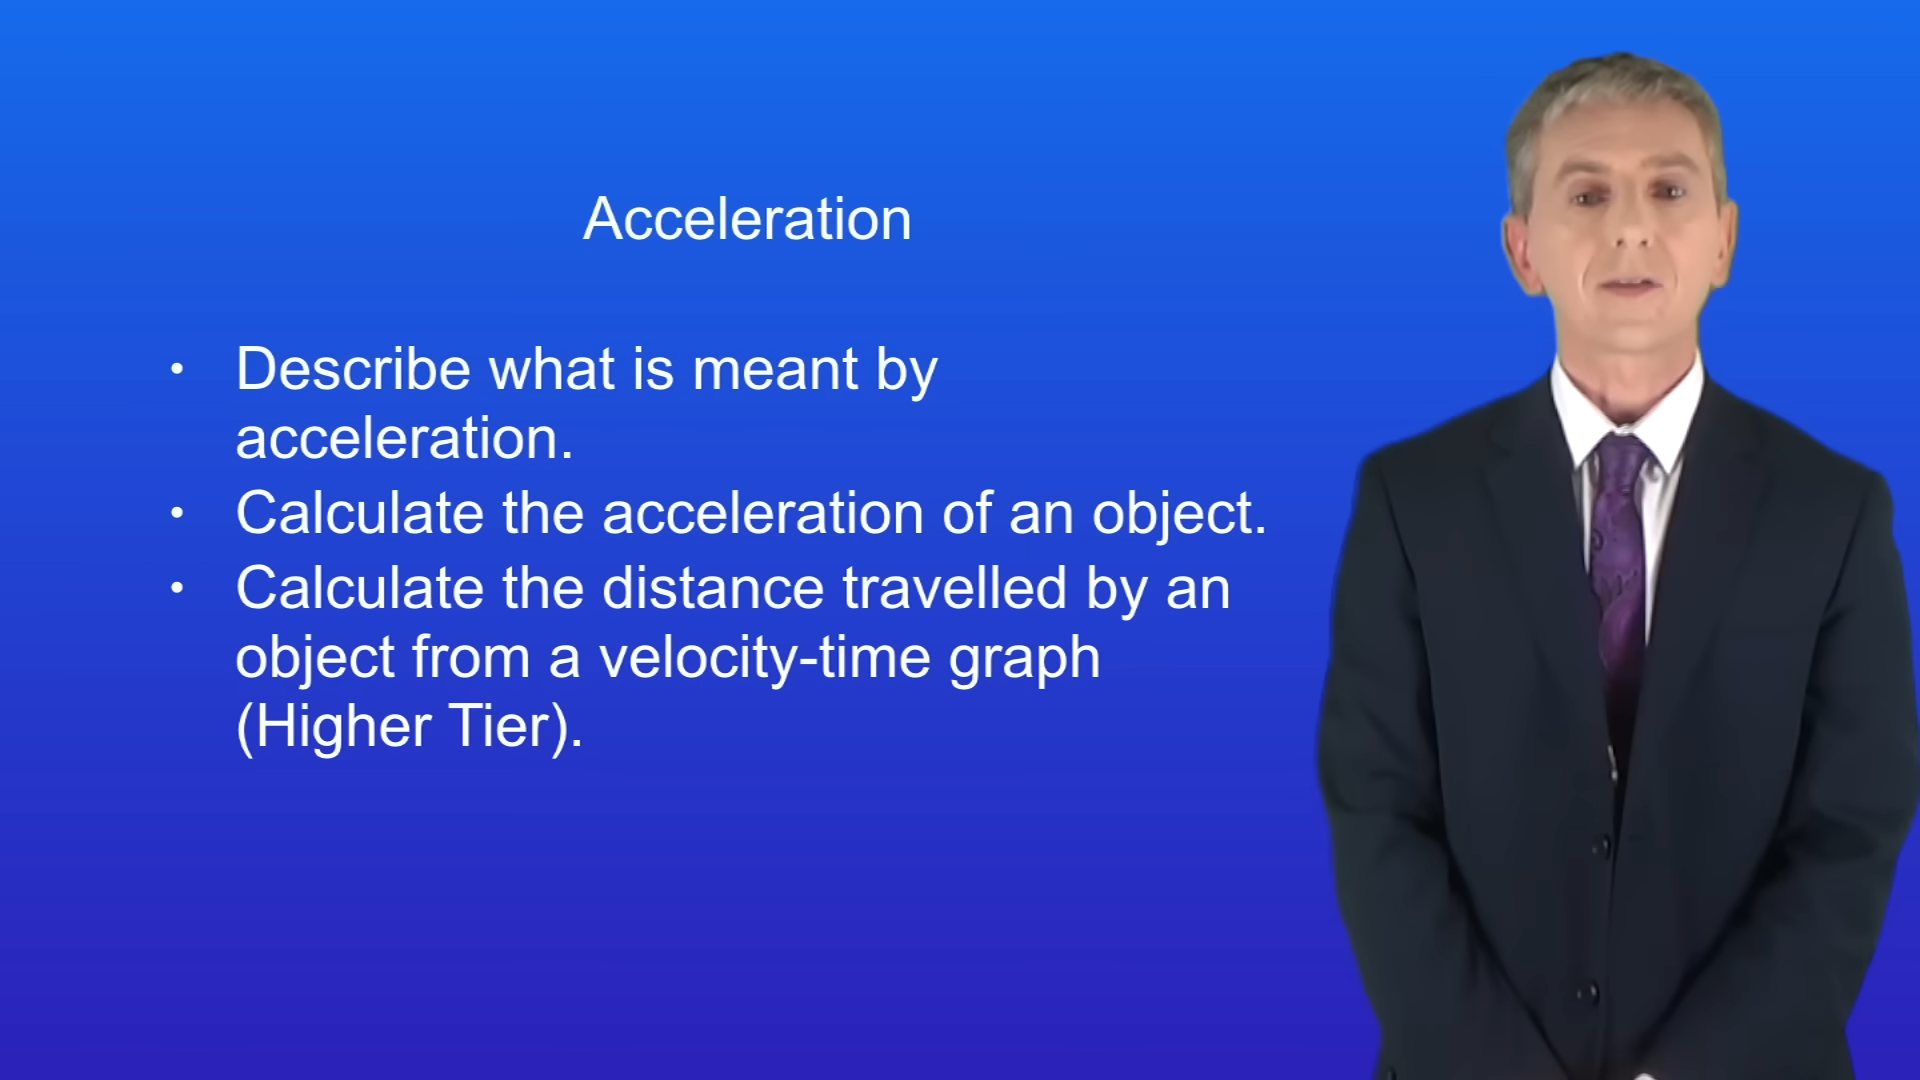 Acceleration
• Describe what is meant by
acceleration.
• Calculate the acceleration of an object.
• Calculate the distance travelled by an
object from a velocity-time graph
(Higher Tier).